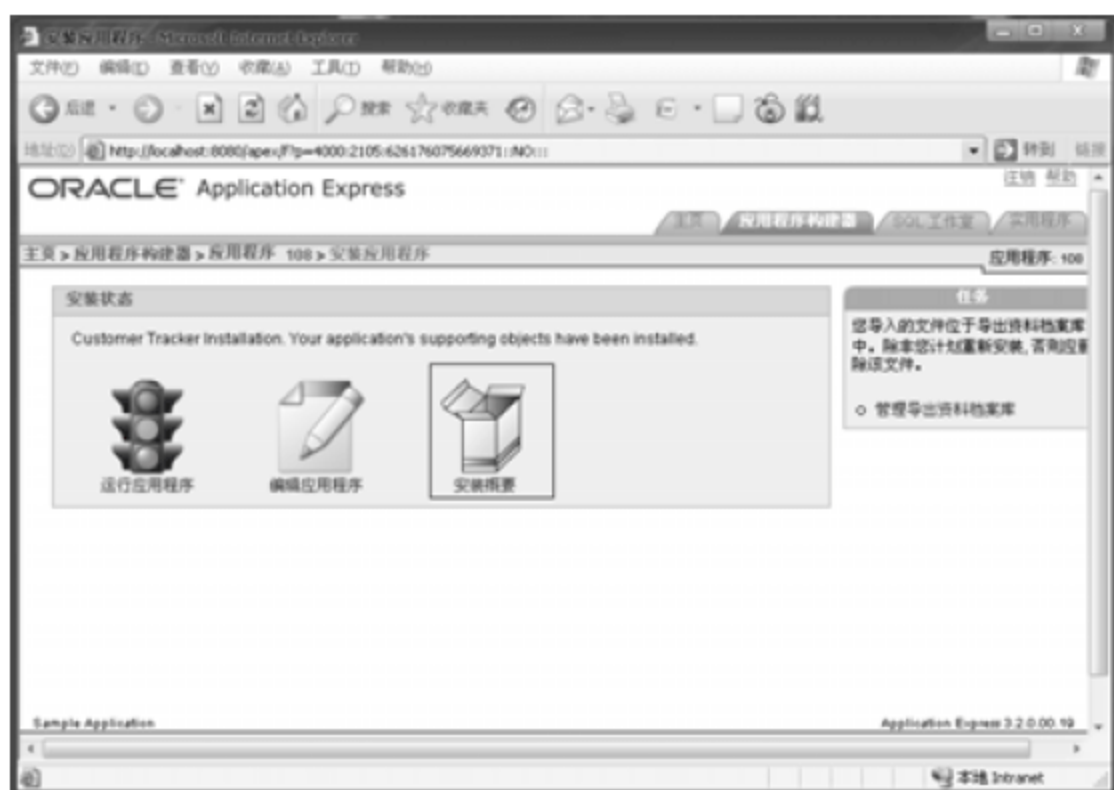 安装应用程序 - Microsoft Internet Explorer
文件(F) 编辑(E) 查看(V) 收藏(A) 工具(T) 帮助(H)
后退 搜索 收藏夹
地址(D) http://localhost:8080/apex/f?p=4000:2105:626176075669371::NO::: 转到 链接
ORACLE Application Express
注销 帮助
主页 应用程序构建器 SQL 工作室 实用程序
主页 > 应用程序构建器 > 应用程序 108 > 安装应用程序
应用程序: 108
安装状态
Customer Tracker Installation. Your application's supporting objects have been installed.
运行应用程序 编辑应用程序 安装概要
任务
您导入的文件位于导出资料档案库
中。除非您计划重新安装, 否则应
除该文件。
管理导出资料档案库
Sample Application
Application Express 3.2.0.00.19
本地 Intranet